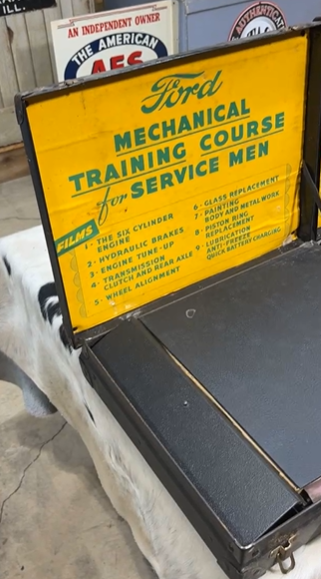 ILL.
AN INDEPENDENT OWNER
THE AMERICAN
AUTHENTIC
Ford
MECHANICAL
TRAINING COURSE
for SERVICE MEN
FILMS
1- THE SIX CYLINDER
ENGINE
2- HYDRAULIC BRAKES
3- ENGINE TUNE-UP
4- TRANSMISSION
CLUTCH AND REAR AXLE
5- WHEEL ALIGNMENT
6- GLASS REPLACEMENT
7- PAINTING
BODY AND METAL WORK
8- PISTON RING
REPLACEMENT
9- LUBRICATION
ANTI-FREEZE
QUICK BATTERY CHARGING